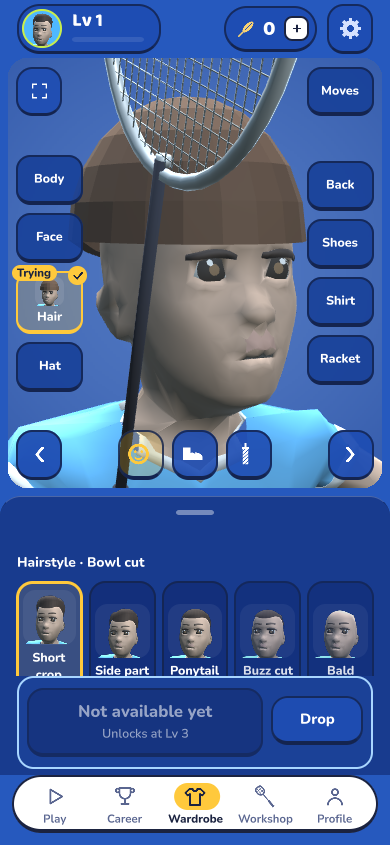 Lv 1
0
+
Moves
Body
Back
Face
Shoes
Trying
Hair
Shirt
Hat
Racket
Hairstyle · Bowl cut
Short
crop
Side part
Ponytail
Buzz cut
Bald
Not available yet
Unlocks at Lv 3
Drop
Play
Career
Wardrobe
Workshop
Profile